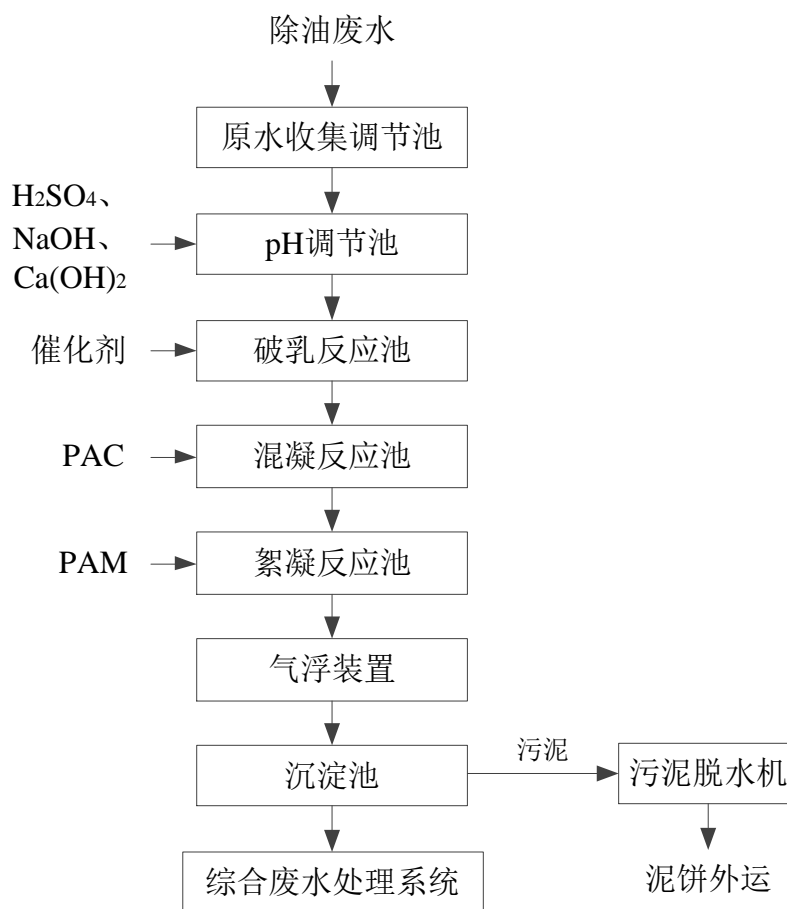 除油废水
原水收集调节池
H2SO4、
NaOH、
Ca(OH)2
pH调节池
催化剂
破乳反应池
PAC
混凝反应池
PAM
絮凝反应池
气浮装置
沉淀池
污泥
污泥脱水机
综合废水处理系统
泥饼外运